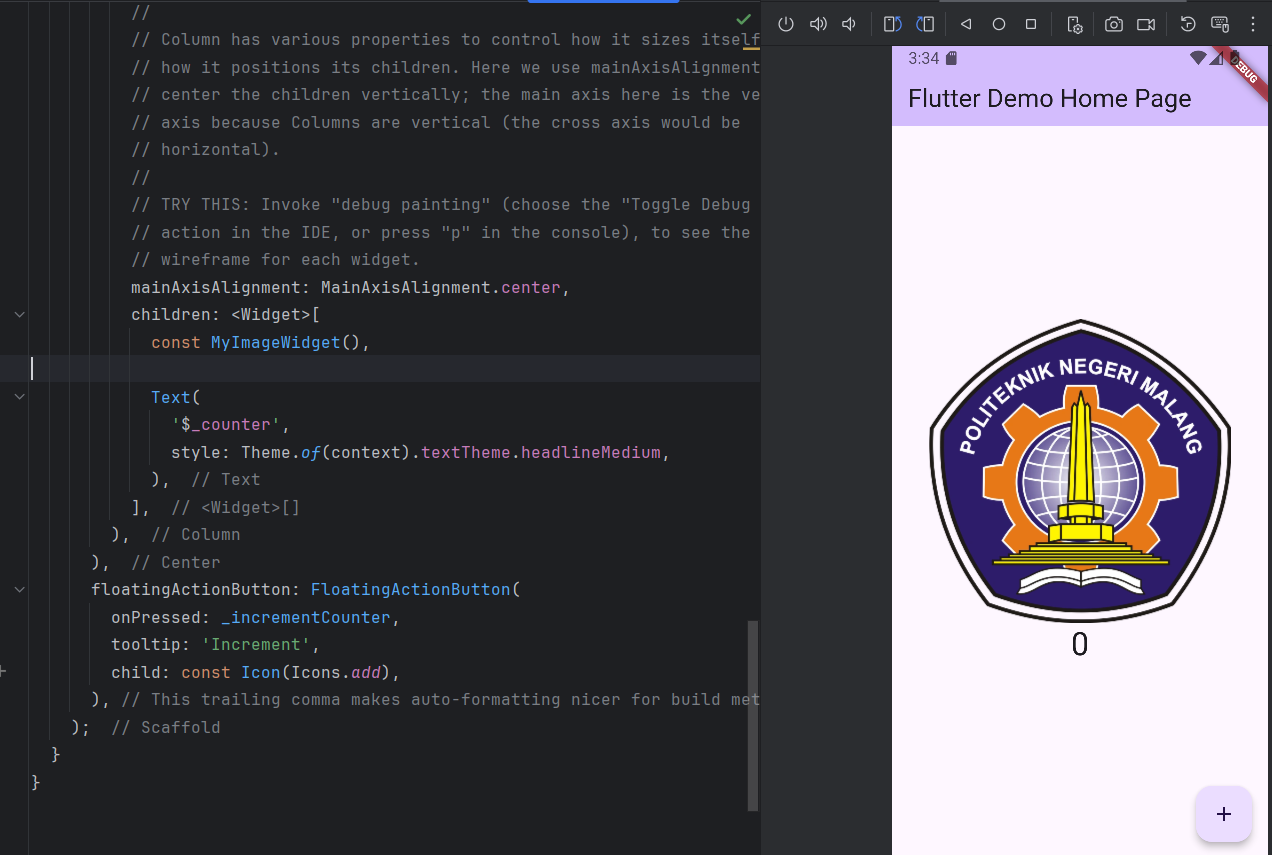 //
// Column has various properties to control how it sizes itself
// how it positions its children. Here we use mainAxisAlignment
// center the children vertically; the main axis here is the ve
// axis because Columns are vertical (the cross axis would be
// horizontal).
//
// TRY THIS: Invoke "debug painting" (choose the "Toggle Debug
// action in the IDE, or press "p" in the console), to see the
// wireframe for each widget.
mainAxisAlignment: MainAxisAlignment.center,
children: <Widget>[
const MyImageWidget(),
Text(
'$_counter',
style: Theme.of(context).textTheme.headlineMedium,
), // Text
], // <Widget>[]
), // Column
), // Center
floatingActionButton: FloatingActionButton(
onPressed: _incrementCounter,
tooltip: 'Increment',
child: const Icon(Icons.add),
), // This trailing comma makes auto-formatting nicer for build met
); // Scaffold
}
}
3:34
DEBUG
Flutter Demo Home Page
POLITEKNIK NEGERI MALANG
0
+